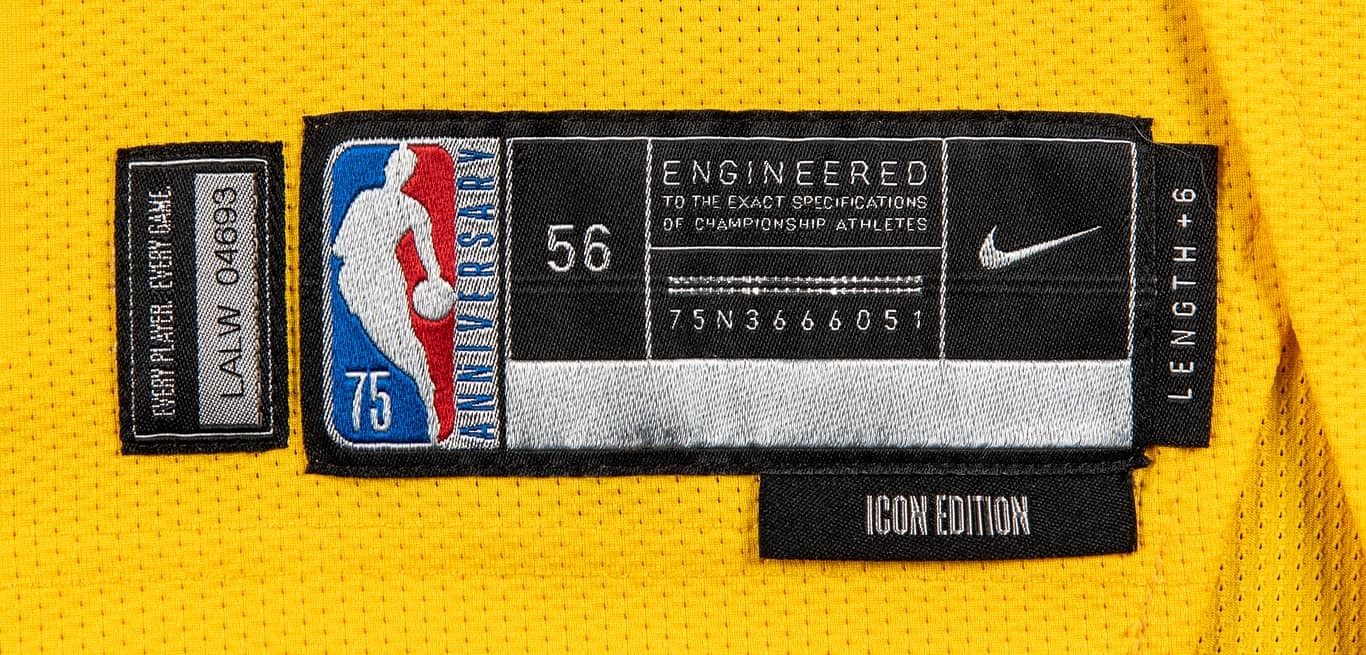 EVERY PLAYER. EVERY GAME.
LALW 04693
75
ANNIVERSARY
56
ENGINEERED
TO THE EXACT SPECIFICATIONS
OF CHAMPIONSHIP ATHLETES
75N3666051
LENGTH +6
ICON EDITION